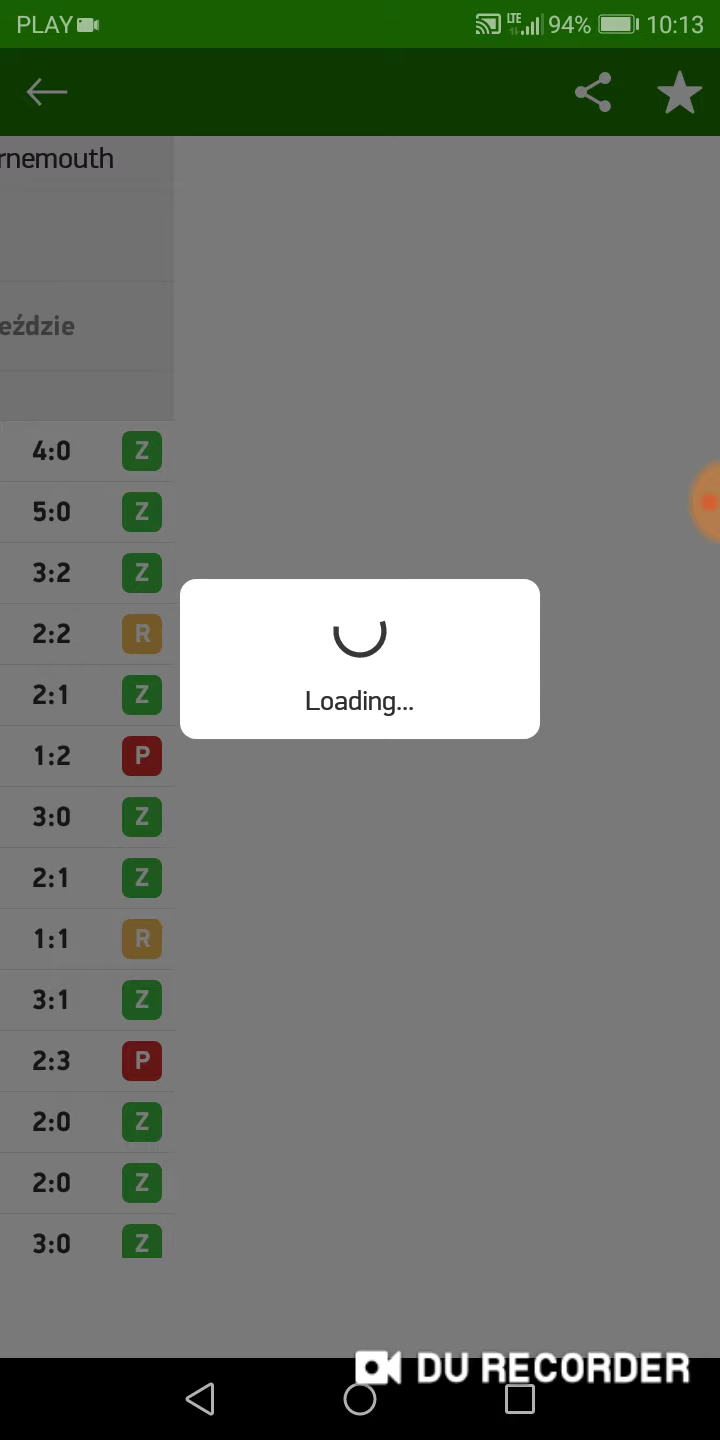 PLAY LTE 94% 10:13
rnemouth
eździe
4:0 Z
5:0 Z
3:2 Z
2:2 R
2:1 Z
1:2 P
3:0 Z
2:1 Z
1:1 R
3:1 Z
2:3 P
2:0 Z
2:0 Z
3:0 Z
Loading...
DU RECORDER